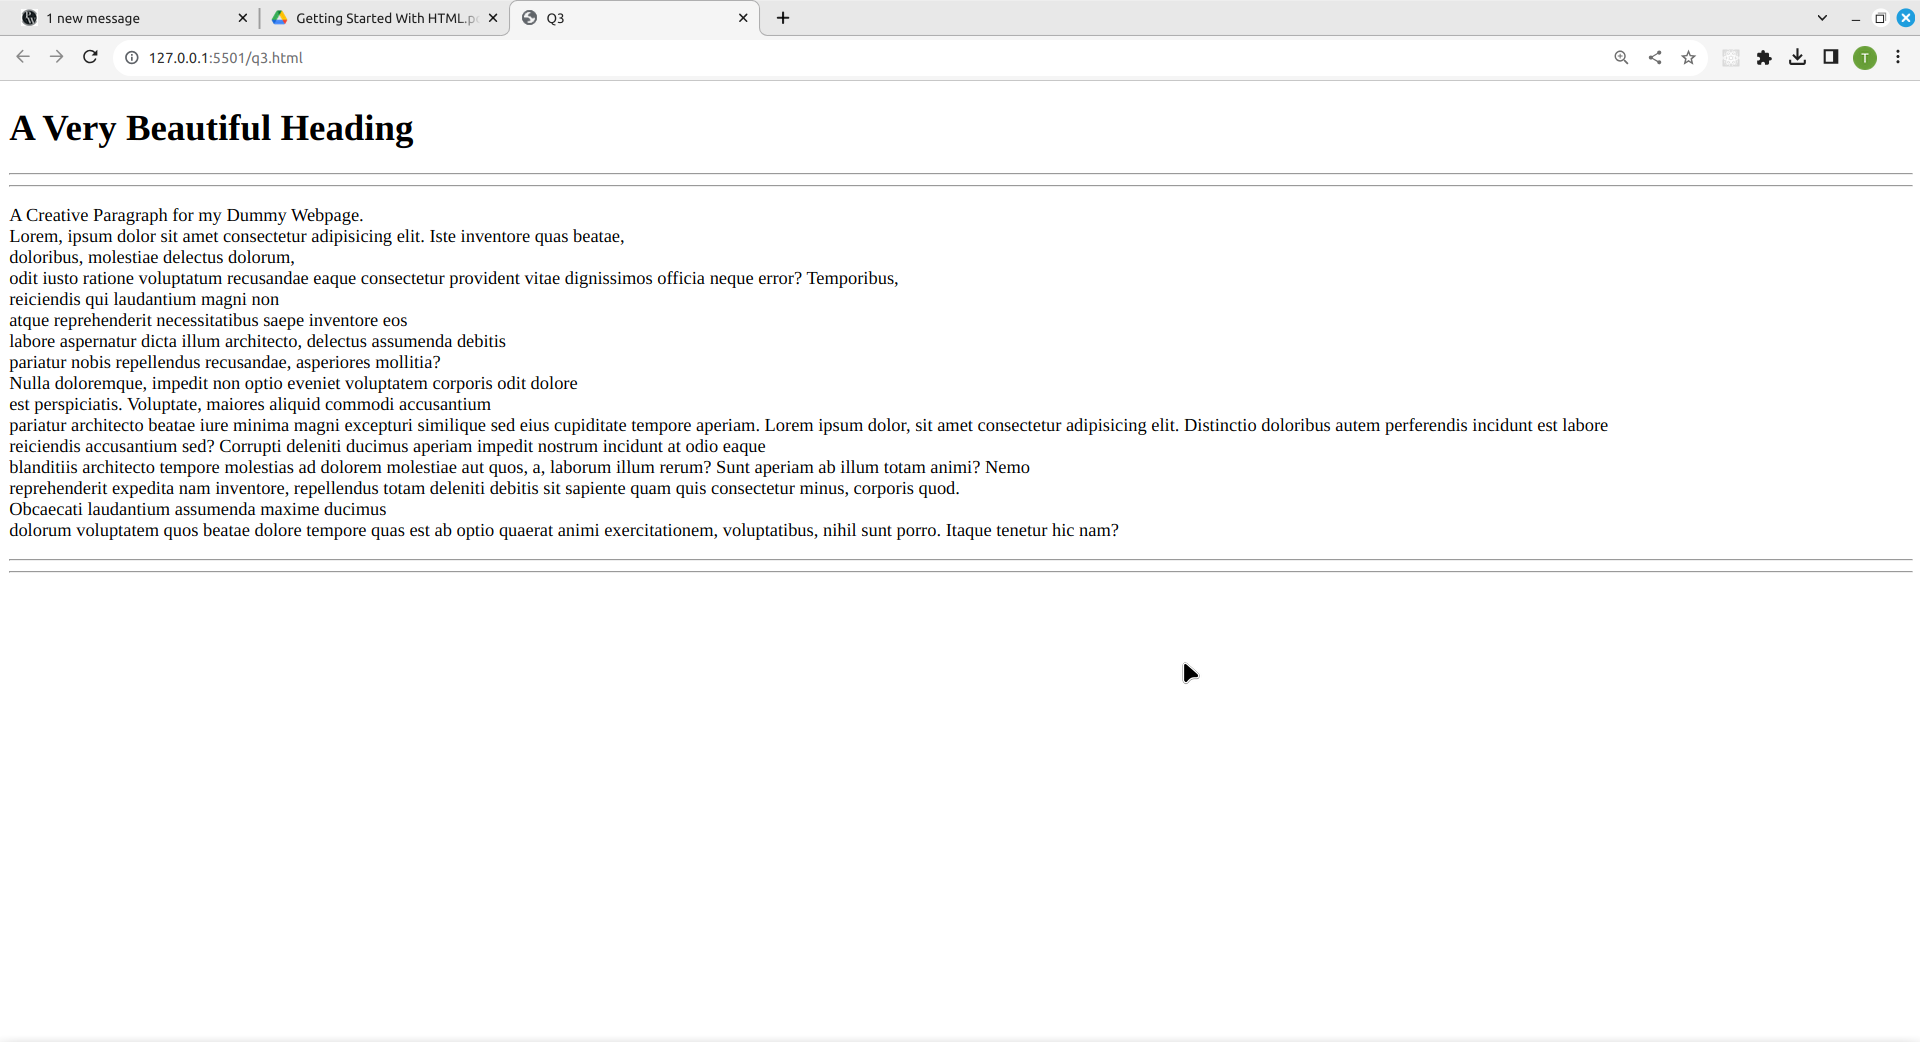 1 new message
Getting Started With HTML.p
Q3
127.0.0.1:5501/q3.html
T
A Very Beautiful Heading
A Creative Paragraph for my Dummy Webpage.
Lorem, ipsum dolor sit amet consectetur adipisicing elit. Iste inventore quas beatae,
doloribus, molestiae delectus dolorum,
odit iusto ratione voluptatum recusandae eaque consectetur provident vitae dignissimos officia neque error? Temporibus,
reiciendis qui laudantium magni non
atque reprehenderit necessitatibus saepe inventore eos
labore aspernatur dicta illum architecto, delectus assumenda debitis
pariatur nobis repellendus recusandae, asperiores mollitia?
Nulla doloremque, impedit non optio eveniet voluptatem corporis odit dolore
est perspiciatis. Voluptate, maiores aliquid commodi accusantium
pariatur architecto beatae iure minima magni excepturi similique sed eius cupiditate tempore aperiam. Lorem ipsum dolor, sit amet consectetur adipisicing elit. Distinctio doloribus autem perferendis incidunt est labore
reiciendis accusantium sed? Corrupti deleniti ducimus aperiam impedit nostrum incidunt at odio eaque
blanditiis architecto tempore molestias ad dolorem molestiae aut quos, a, laborum illum rerum? Sunt aperiam ab illum totam animi? Nemo
reprehenderit expedita nam inventore, repellendus totam deleniti debitis sit sapiente quam quis consectetur minus, corporis quod.
Obcaecati laudantium assumenda maxime ducimus
dolorum voluptatem quos beatae dolore tempore quas est ab optio quaerat animi exercitationem, voluptatibus, nihil sunt porro. Itaque tenetur hic nam?